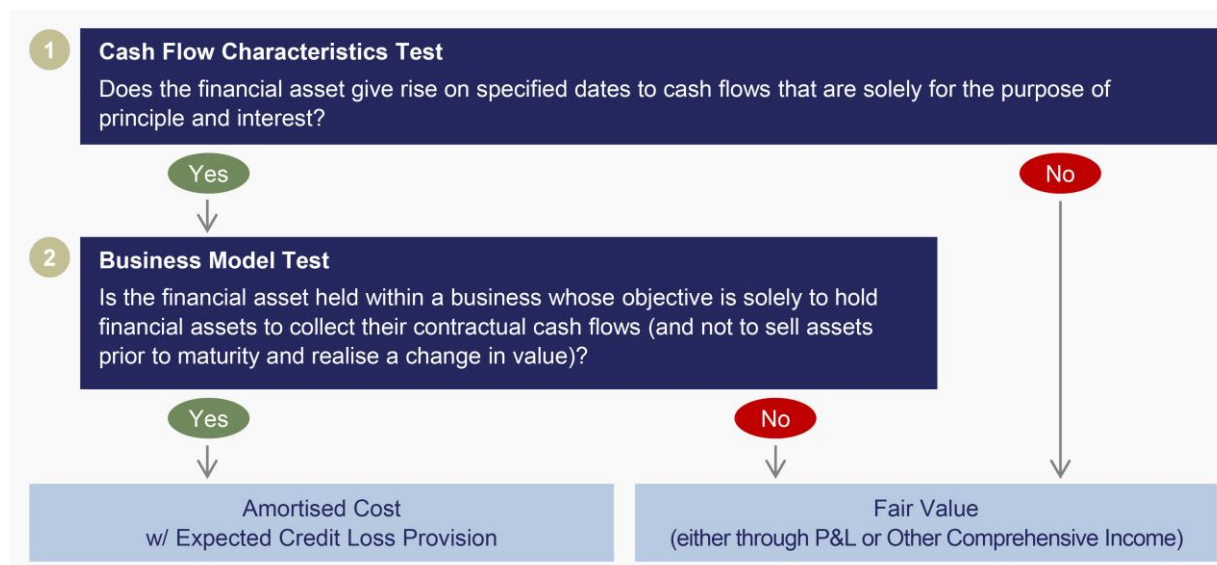 1
Cash Flow Characteristics Test
Does the financial asset give rise on specified dates to cash flows that are solely for the purpose of
principle and interest?
Yes
No
2
Business Model Test
Is the financial asset held within a business whose objective is solely to hold
financial assets to collect their contractual cash flows (and not to sell assets
prior to maturity and realise a change in value)?
Yes
No
Amortised Cost
w/ Expected Credit Loss Provision
Fair Value
(either through P&L or Other Comprehensive Income)